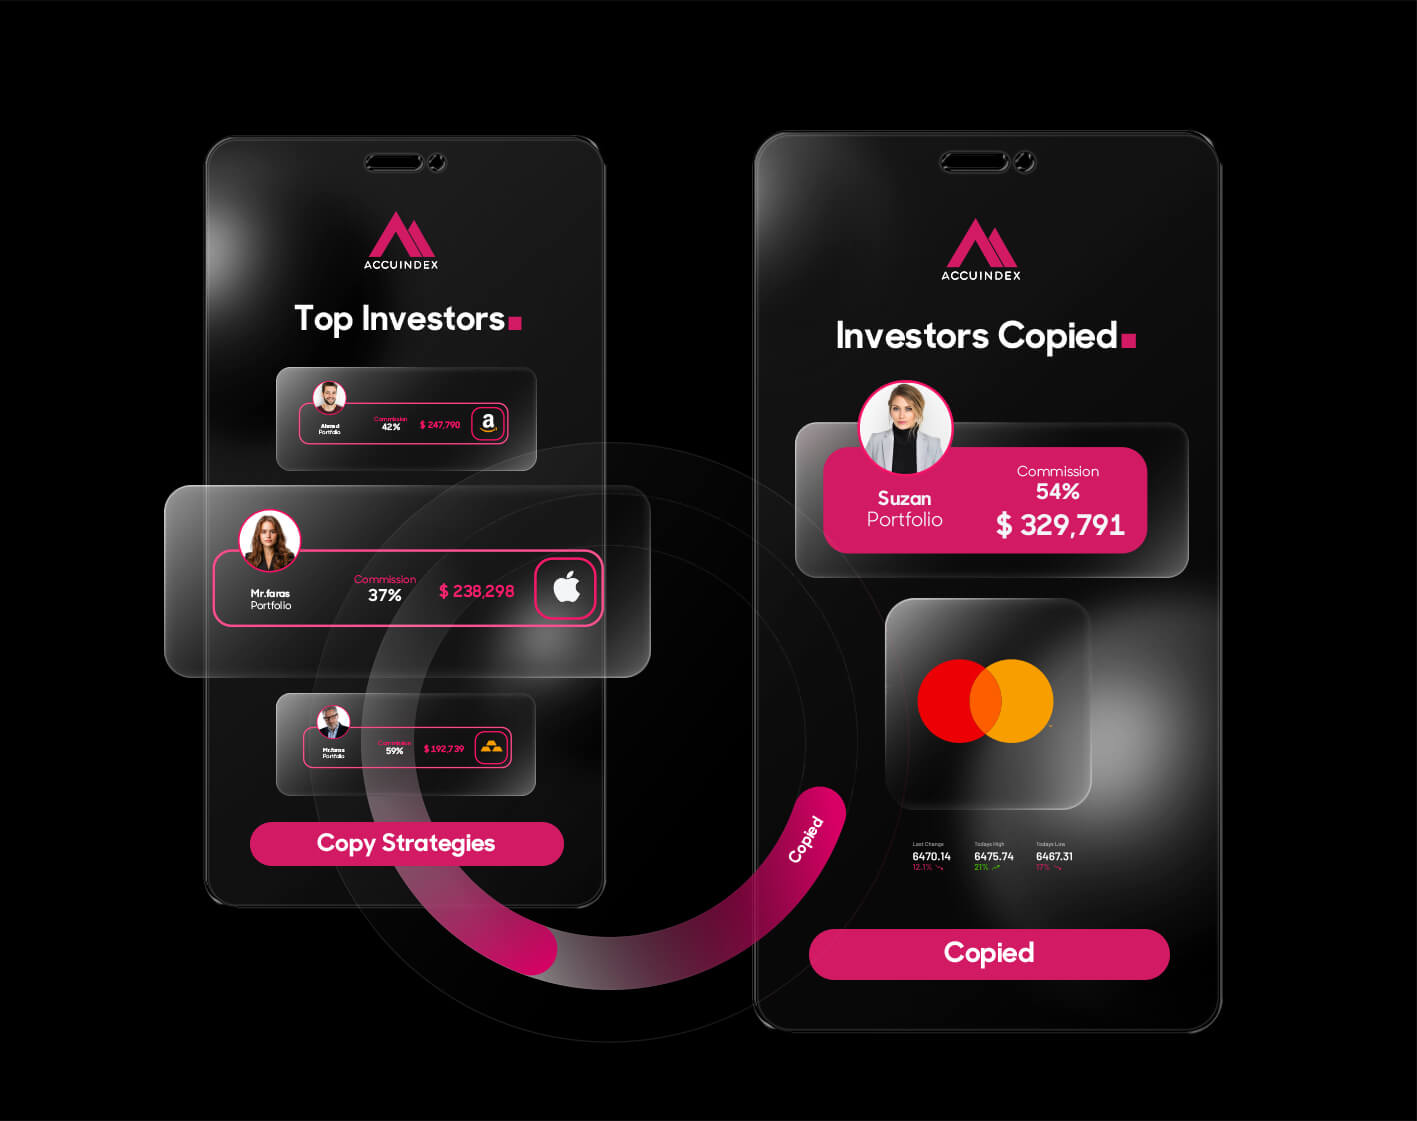 ACCUINDEX
Top Investors
Ahmed
Portfolio
Commission
42%
$ 247,790
a
Mr.faras
Portfolio
Commission
37%
$ 238,298
Mr.faras
Portfolio
Commission
59%
$ 192,739
Copy Strategies
Copied
ACCUINDEX
Investors Copied
Suzan
Portfolio
Commission
54%
$ 329,791
Last Change
6470.14
12.1%
Todays High
6475.74
21%
Todays Low
6467.31
17%
Copied